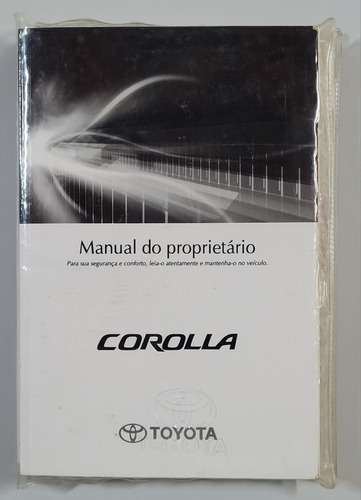 Manual do proprietário
Para sua segurança e conforto, leia-o atentamente e mantenha-o no veículo.
COROLLA
TOYOTA